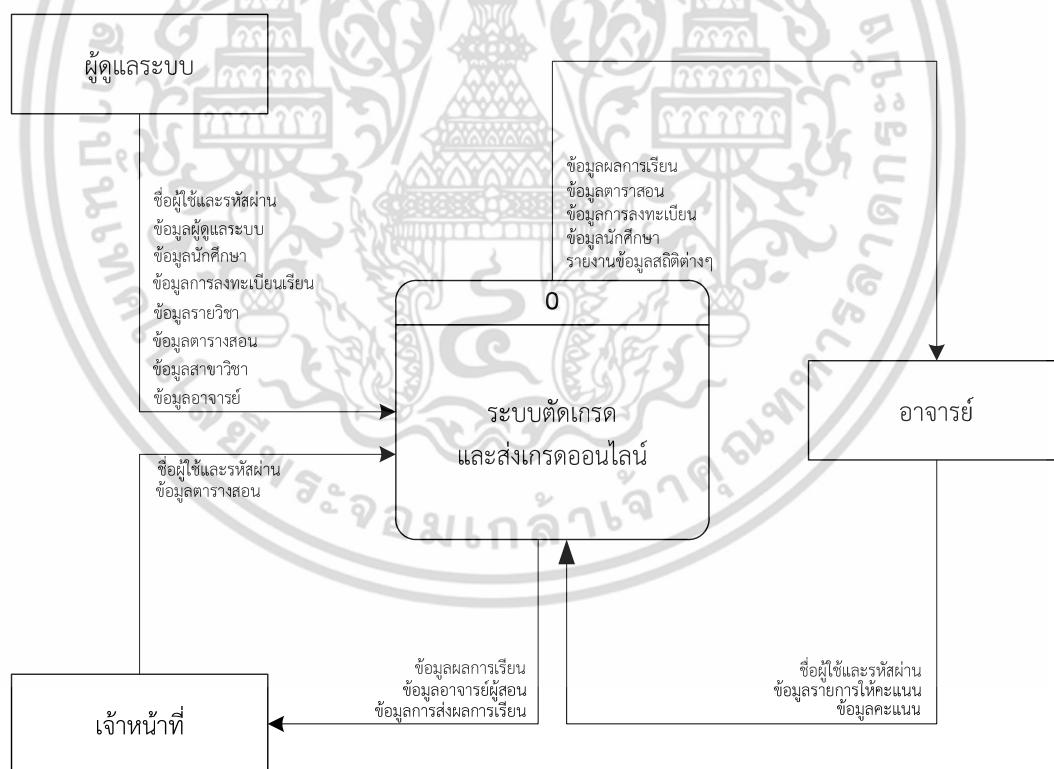 ผู้ดูแลระบบ
ชื่อผู้ใช้และรหัสผ่าน
ข้อมูลผู้ดูแลระบบ
ข้อมูลนักศึกษา
ข้อมูลการลงทะเบียนเรียน
ข้อมูลรายวิชา
ข้อมูลตารางสอน
ข้อมูลสาขาวิชา
ข้อมูลอาจารย์
ข้อมูลผลการเรียน
ข้อมูลตาราสอน
ข้อมูลการลงทะเบียน
ข้อมูลนักศึกษา
รายงานข้อมูลสถิติต่างๆ
0
ระบบตัดเกรด
และส่งเกรดออนไลน์
อาจารย์
ชื่อผู้ใช้และรหัสผ่าน
ข้อมูลตารางสอน
ข้อมูลผลการเรียน
ข้อมูลอาจารย์ผู้สอน
ข้อมูลการส่งผลการเรียน
ชื่อผู้ใช้และรหัสผ่าน
ข้อมูลรายการให้คะแนน
ข้อมูลคะแนน
เจ้าหน้าที่